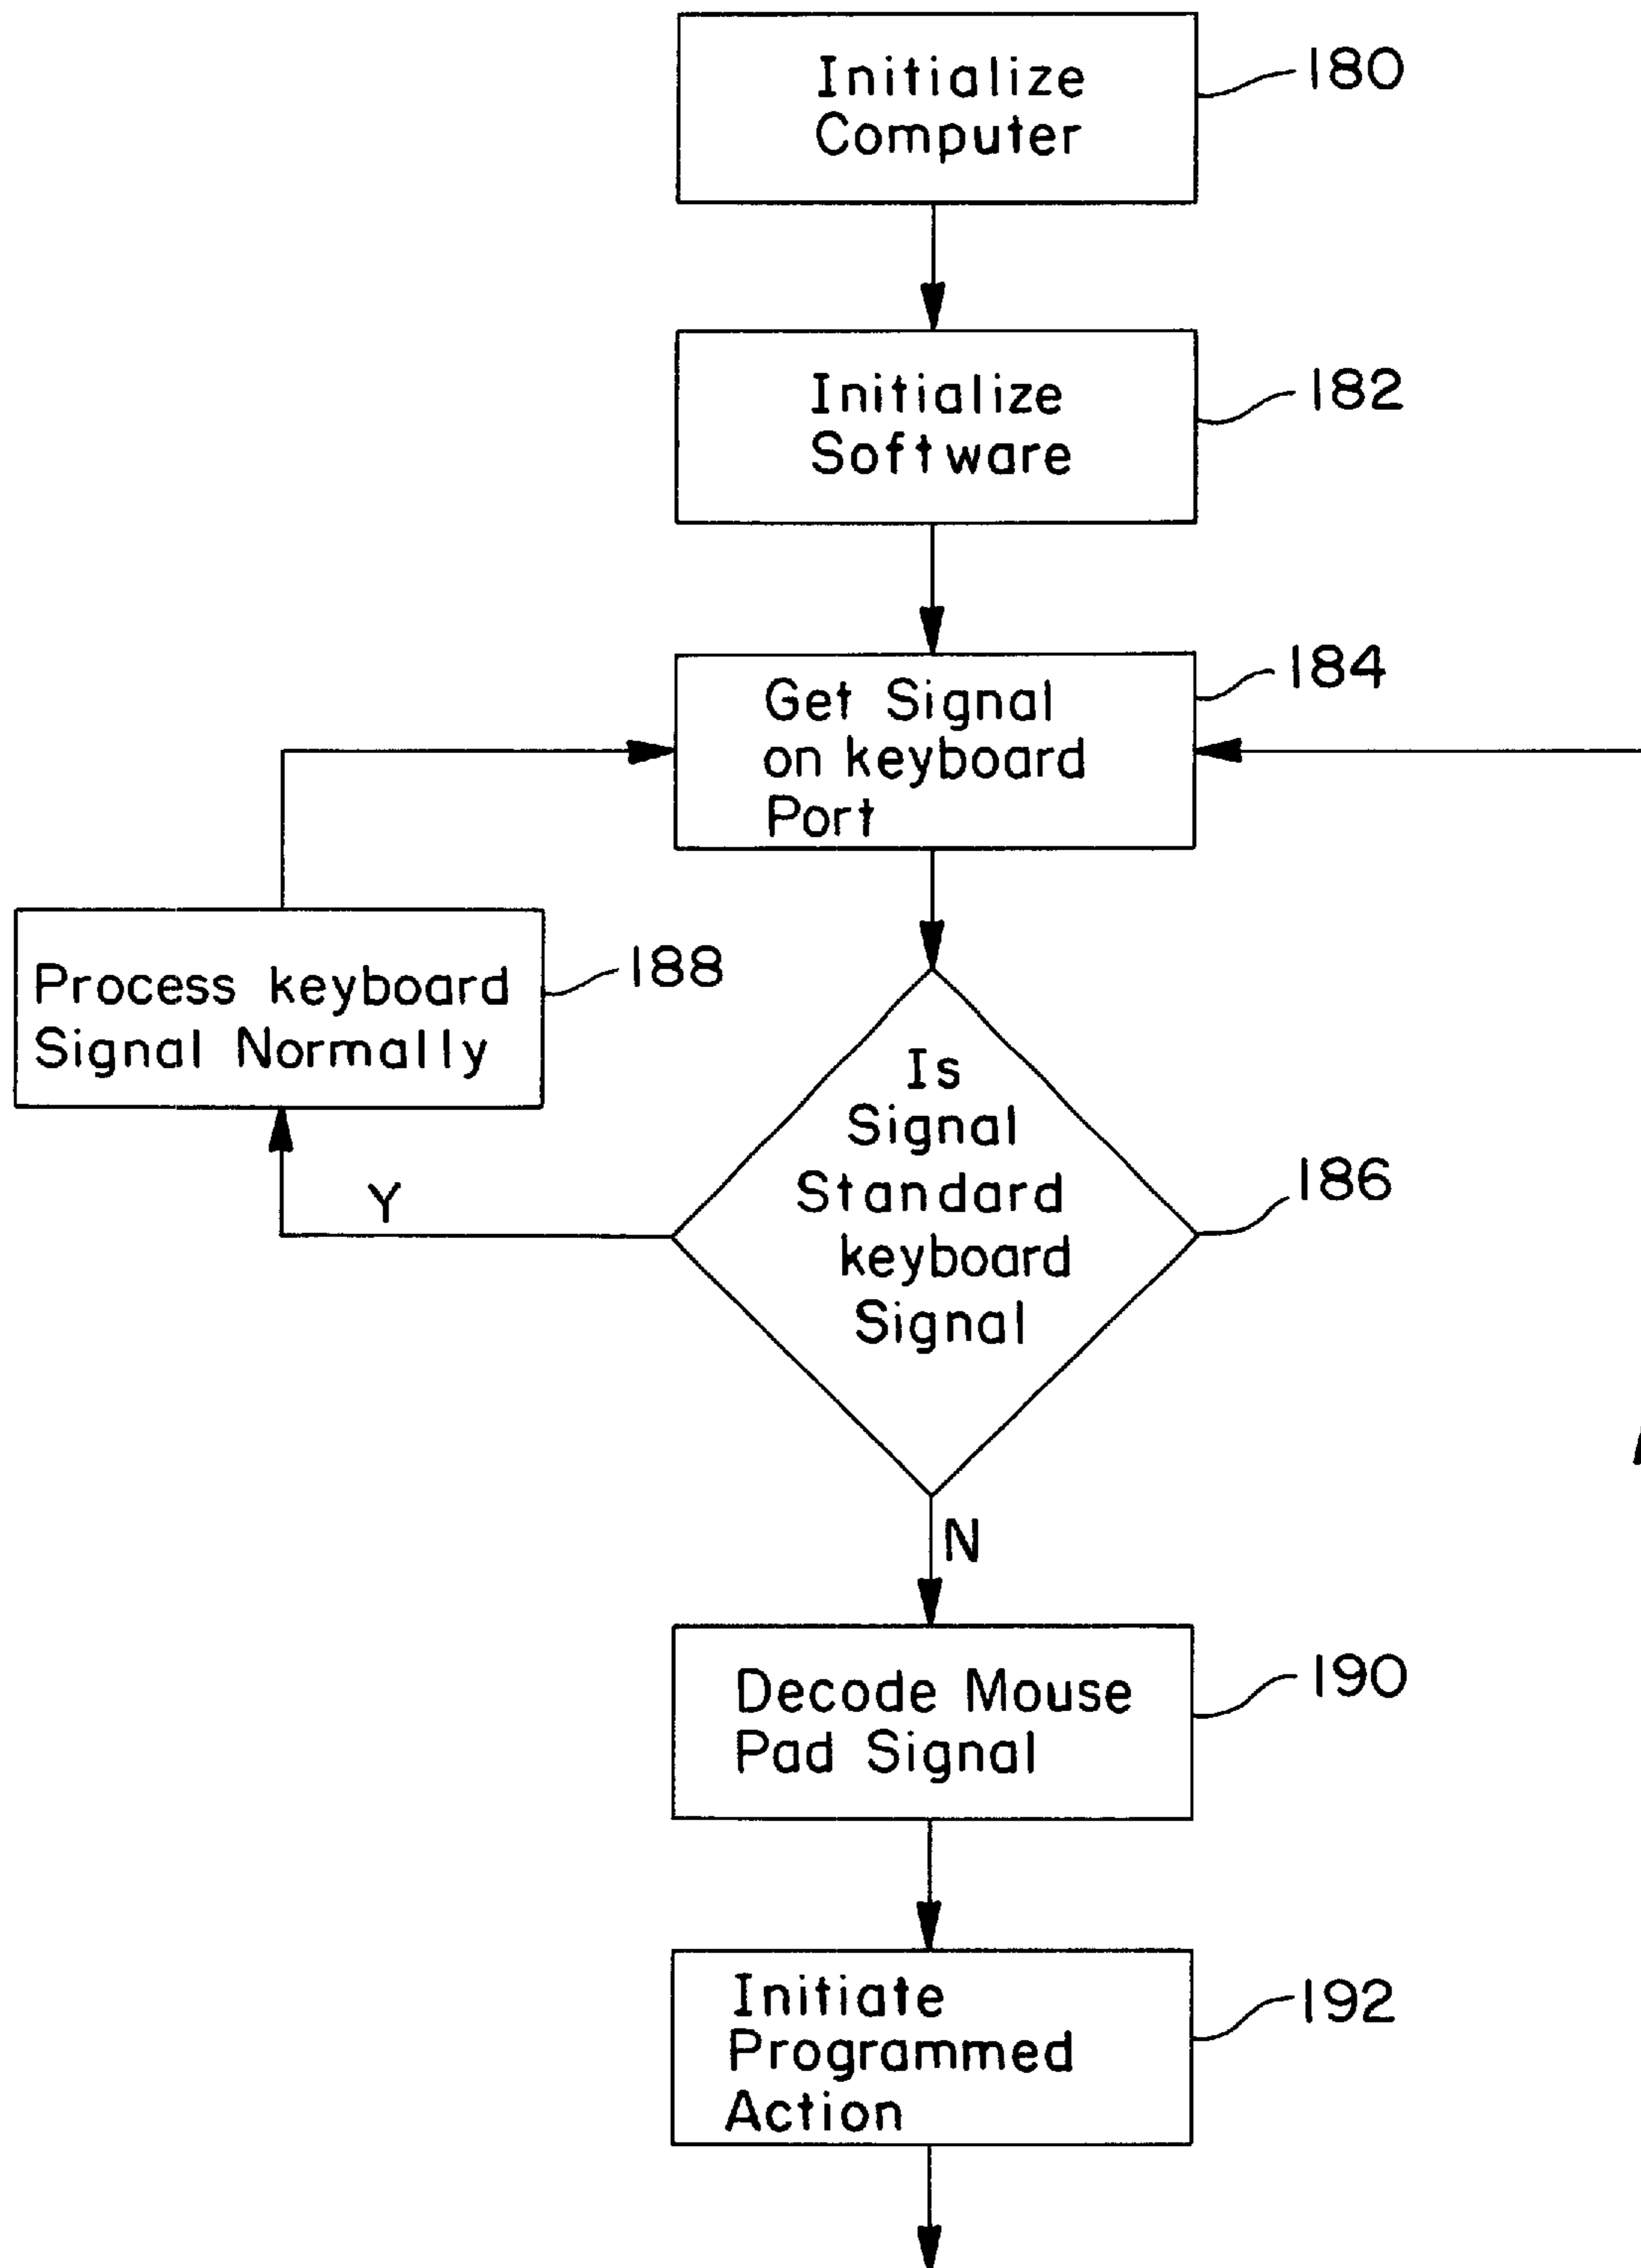 Initialize
Computer
180
Initialize
Software
182
Get Signal
on keyboard
Port
184
Process keyboard
Signal Normally
188
Is
Signal
Standard
keyboard
Signal
186
Y
N
Decode Mouse
Pad Signal
190
Initiate
Programmed
Action
192